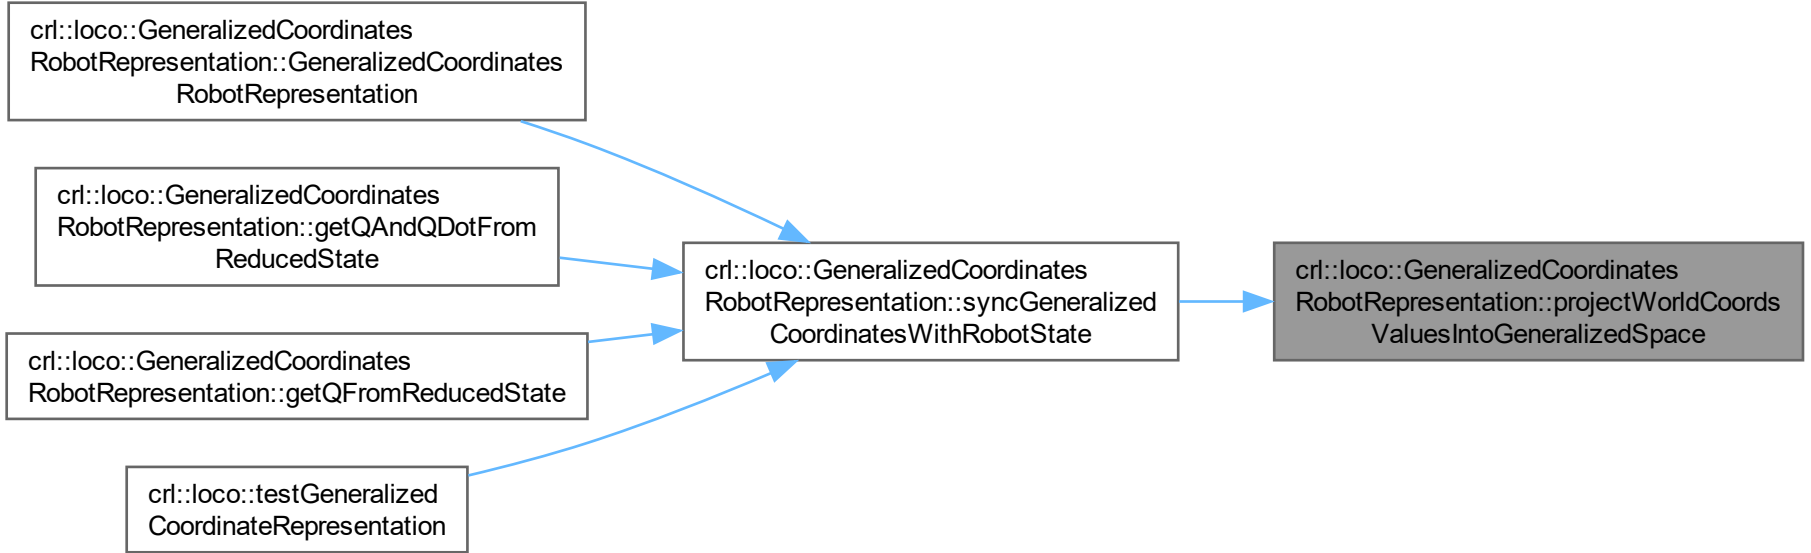 crl::loco::GeneralizedCoordinates
RobotRepresentation::GeneralizedCoordinates
RobotRepresentation
crl::loco::GeneralizedCoordinates
RobotRepresentation::getQAndQDotFrom
ReducedState
crl::loco::GeneralizedCoordinates
RobotRepresentation::getQFromReducedState
crl::loco::testGeneralized
CoordinateRepresentation
crl::loco::GeneralizedCoordinates
RobotRepresentation::syncGeneralized
CoordinatesWithRobotState
crl::loco::GeneralizedCoordinates
RobotRepresentation::projectWorldCoords
ValuesIntoGeneralizedSpace